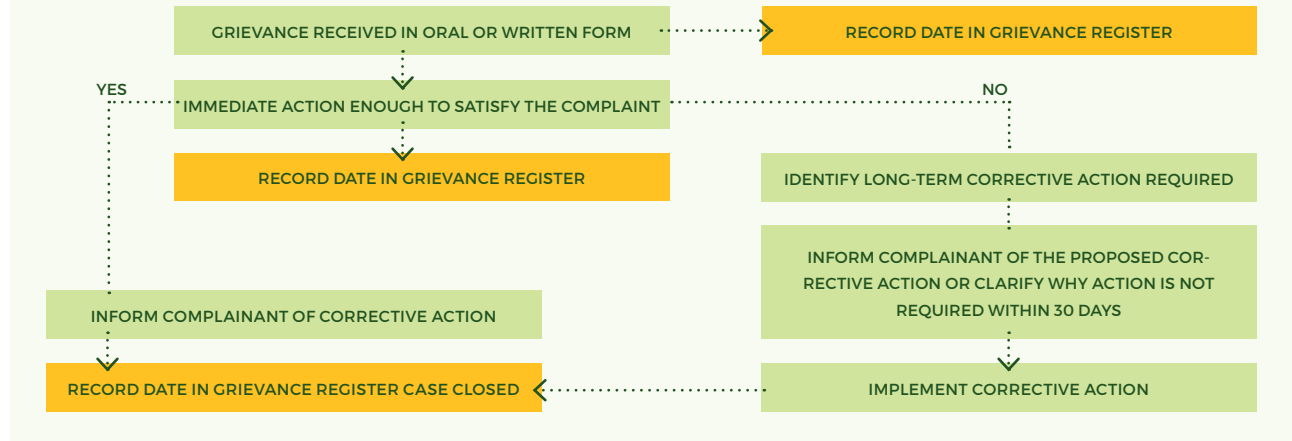 GRIEVANCE RECEIVED IN ORAL OR WRITTEN FORM
RECORD DATE IN GRIEVANCE REGISTER
YES
IMMEDIATE ACTION ENOUGH TO SATISFY THE COMPLAINT
NO
RECORD DATE IN GRIEVANCE REGISTER
IDENTIFY LONG-TERM CORRECTIVE ACTION REQUIRED
INFORM COMPLAINANT OF THE PROPOSED COR-
RECTIVE ACTION OR CLARIFY WHY ACTION IS NOT
REQUIRED WITHIN 30 DAYS
INFORM COMPLAINANT OF CORRECTIVE ACTION
RECORD DATE IN GRIEVANCE REGISTER CASE CLOSED
IMPLEMENT CORRECTIVE ACTION